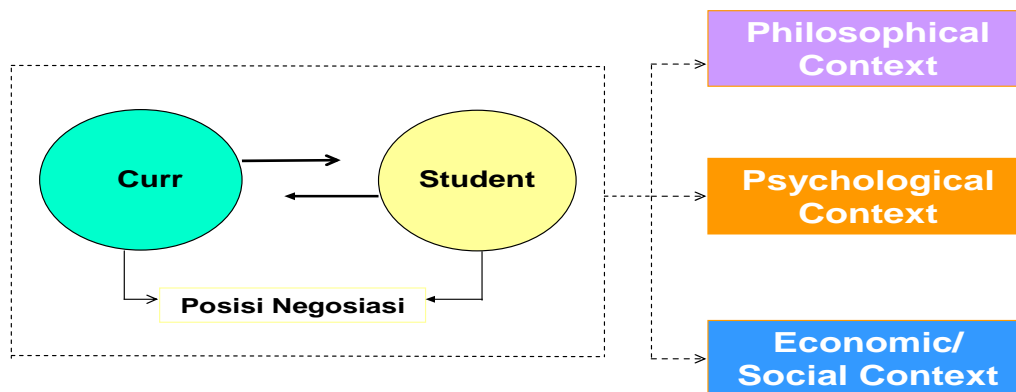 Philosophical
Context
Curr
Student
Psychological
Context
Posisi Negosiasi
Economic/
Social Context